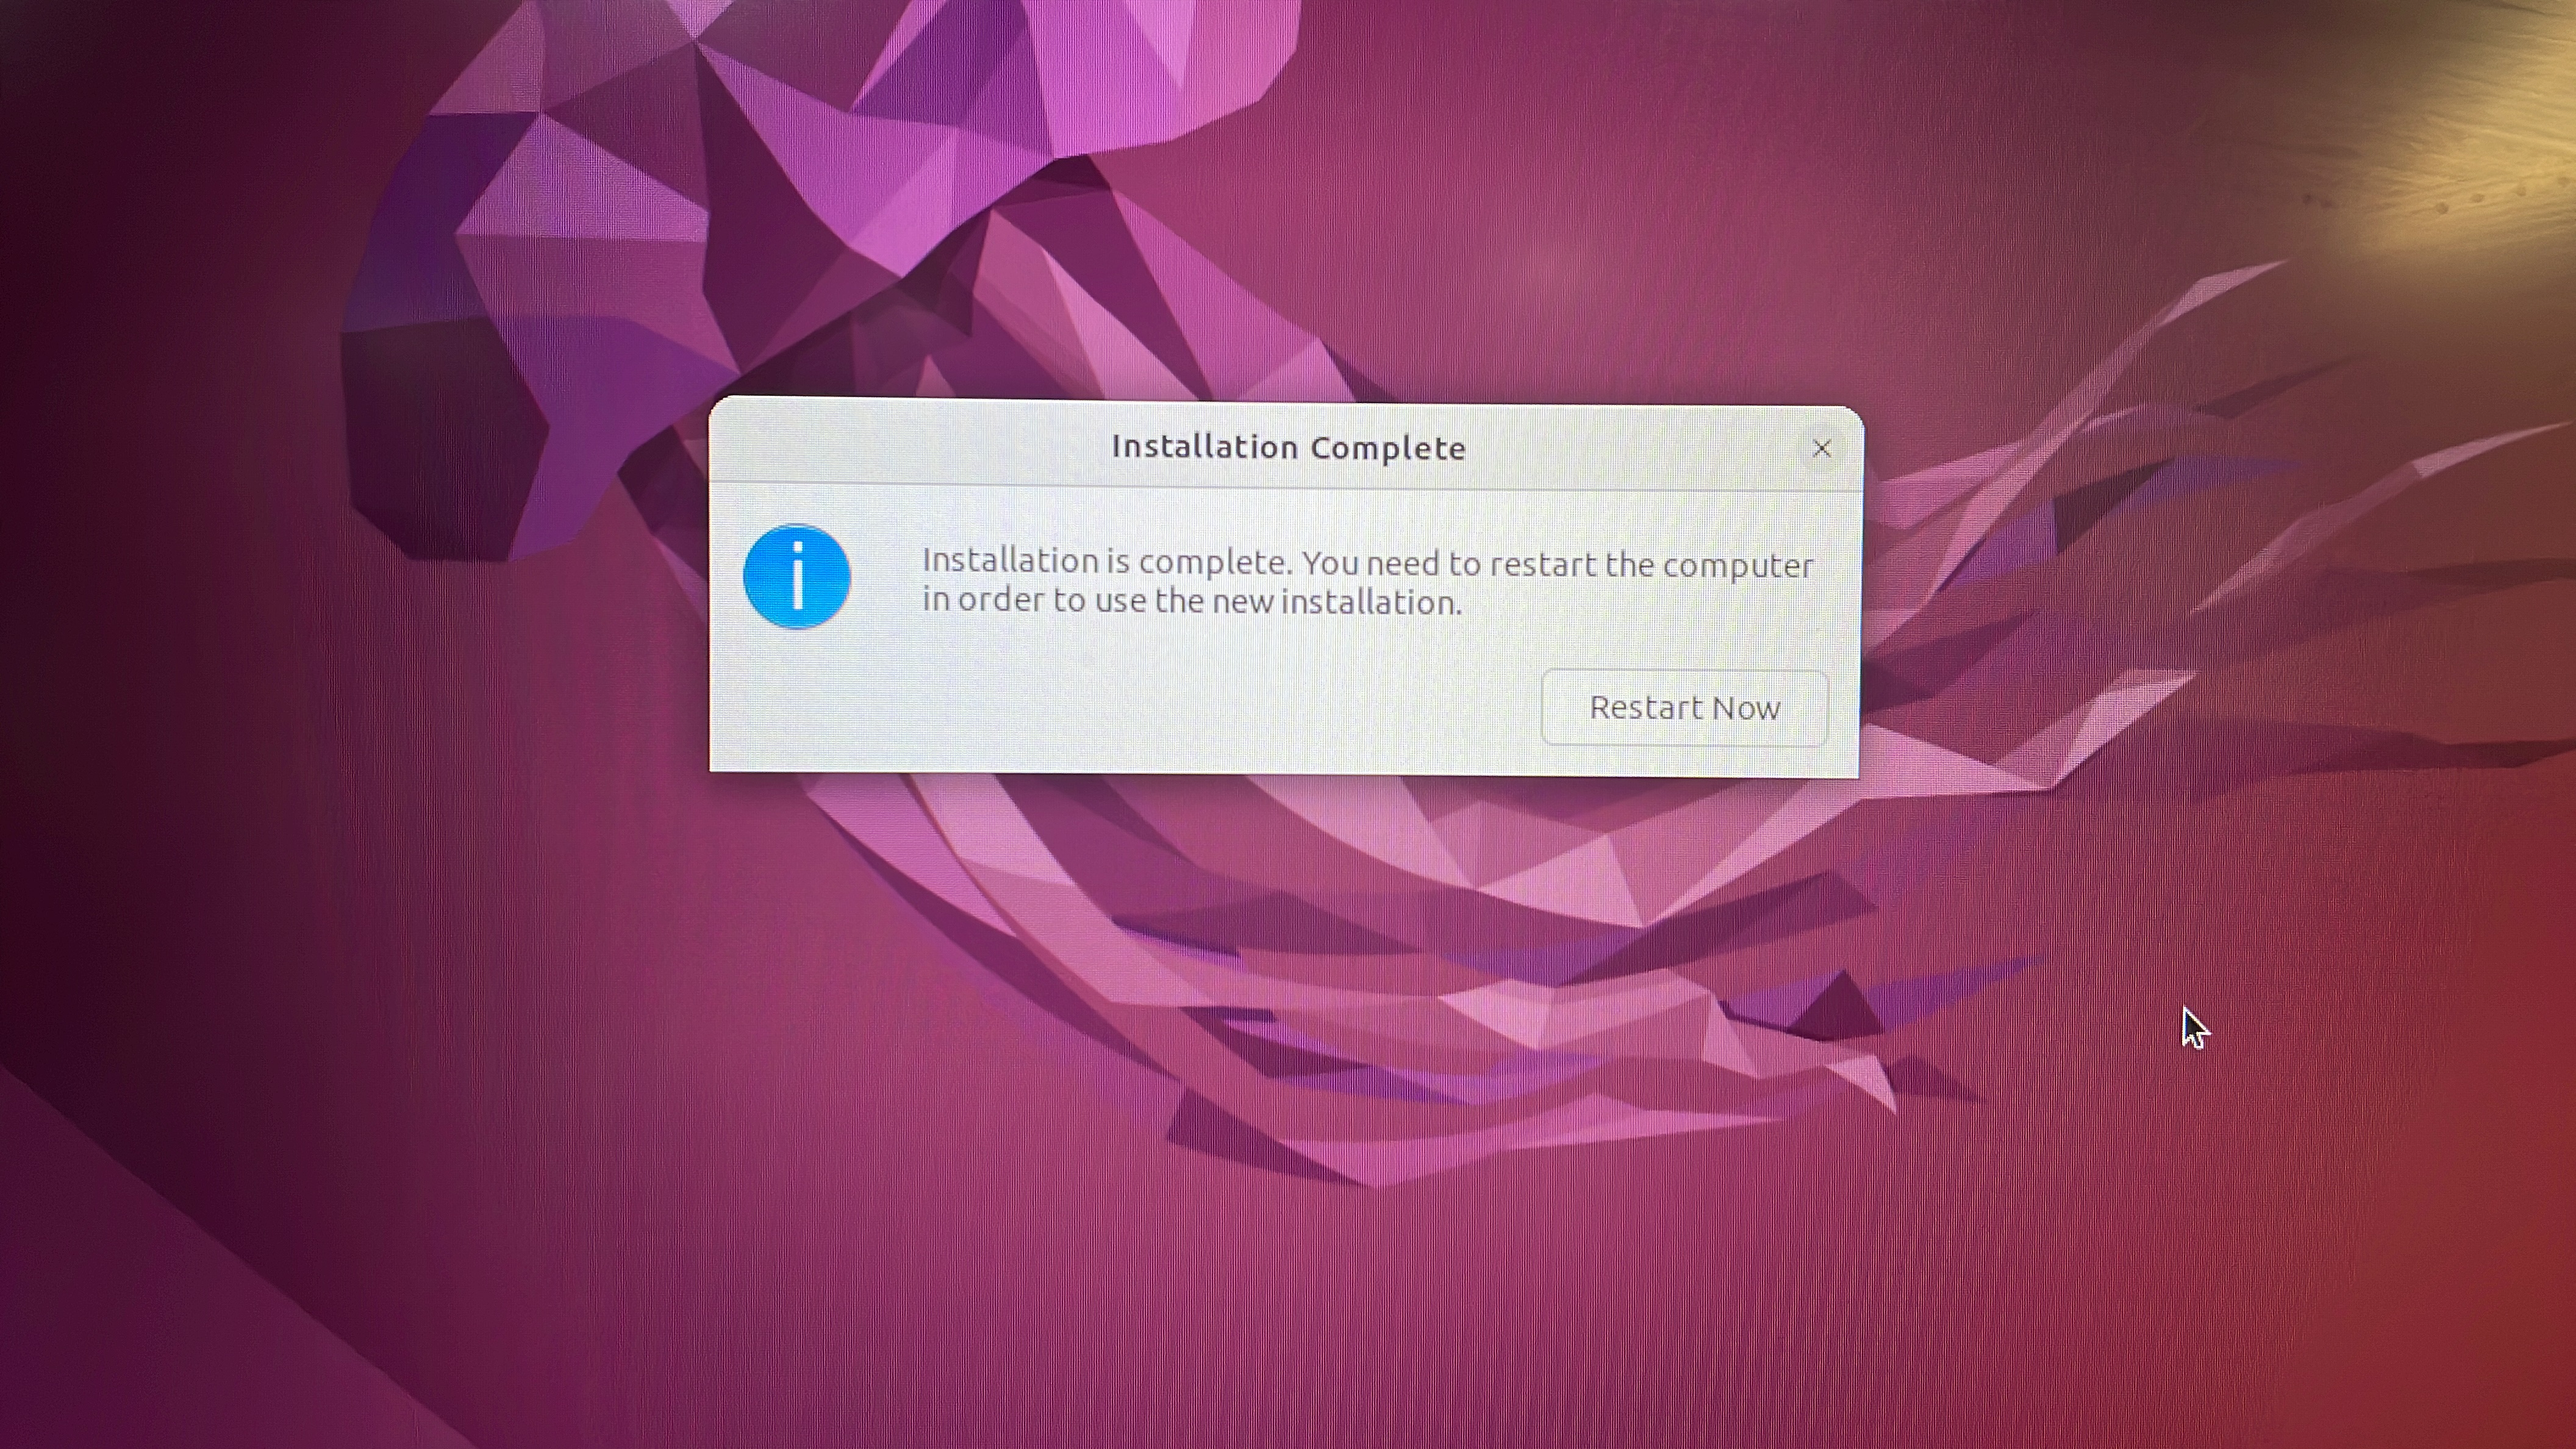 Installation Complete
Installation is complete. You need to restart the computer
in order to use the new installation.
Restart Now